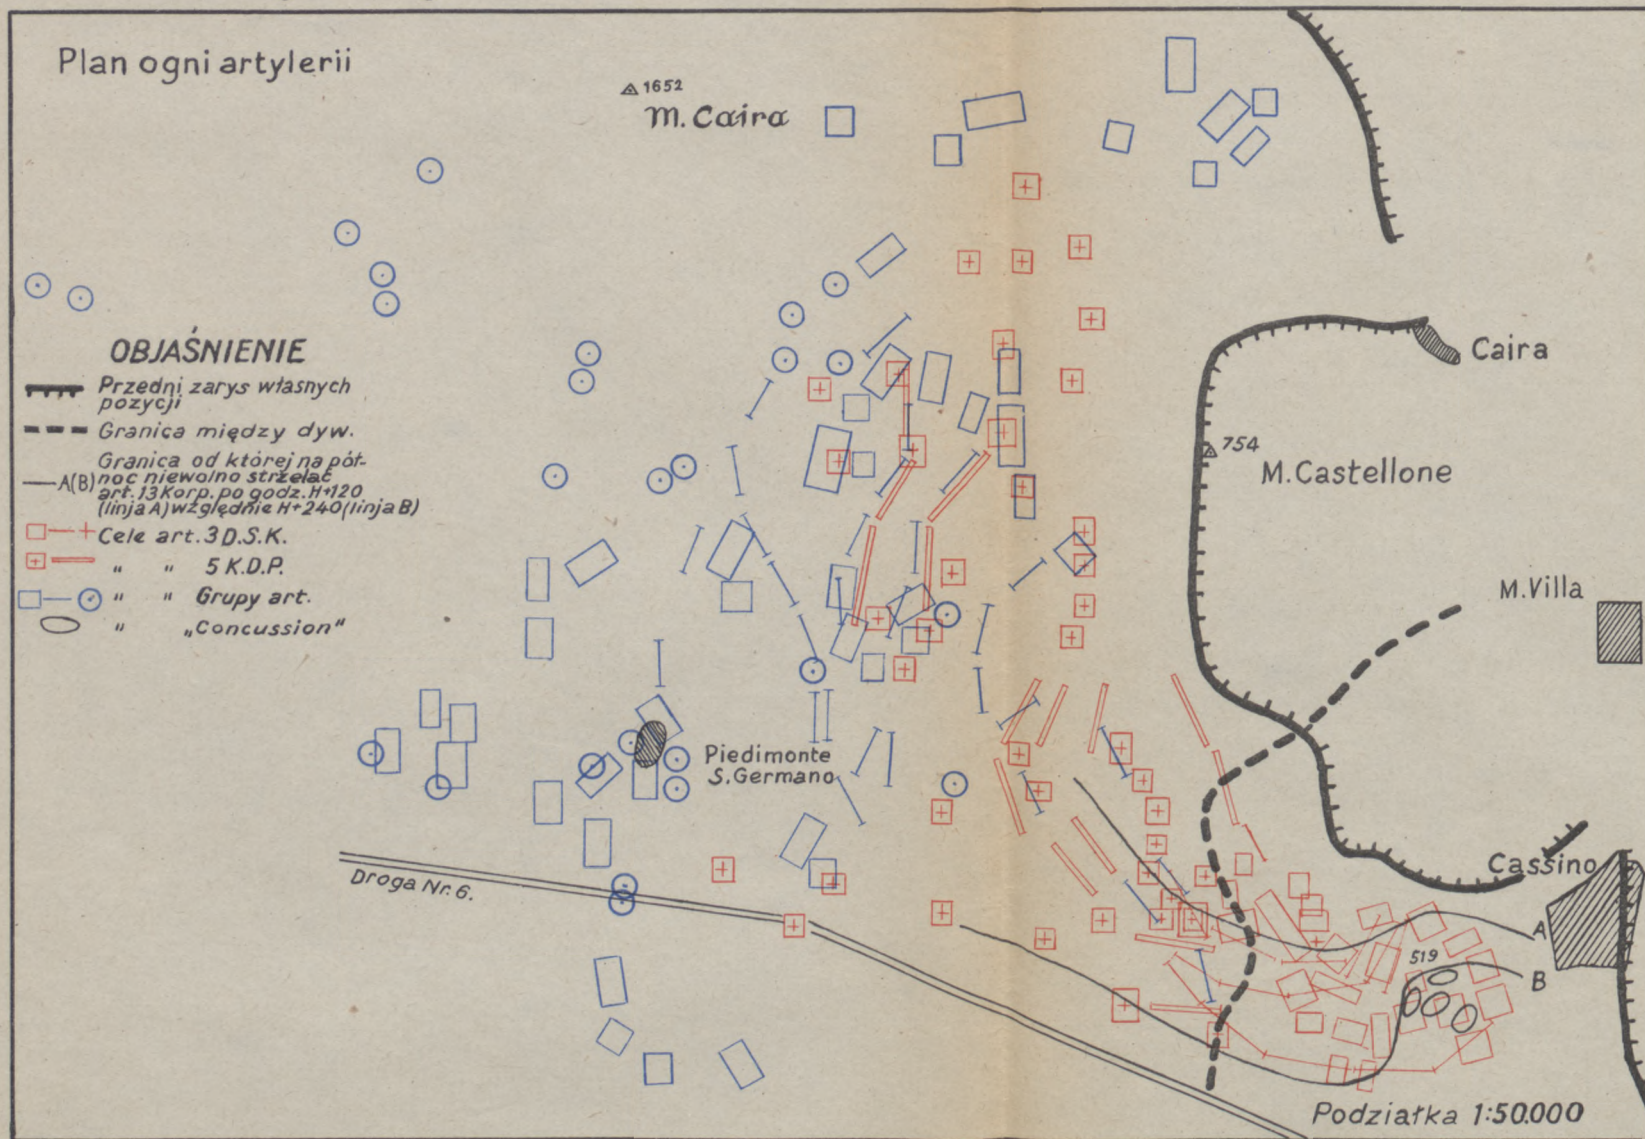 Plan ogni artylerii
1652
M. Caira
OBJAŚNIENIE
Przedni zarys własnych
pozycji
Granica między dyw.
Granica od której na pół-
A(B) noc niewolno strzelać
art. 13 Korp. po godz. H+120
(linja A) względnie H+240 (linja B)
Cele art. 3 D.S.K.
" " 5 K.D.P.
" " Grupy art.
" „Concussion"
Caira
754
M. Castellone
M. Villa
Piedimonte
S. Germano
Droga Nr. 6.
Cassino
A
519
B
Podziałka 1:50.000